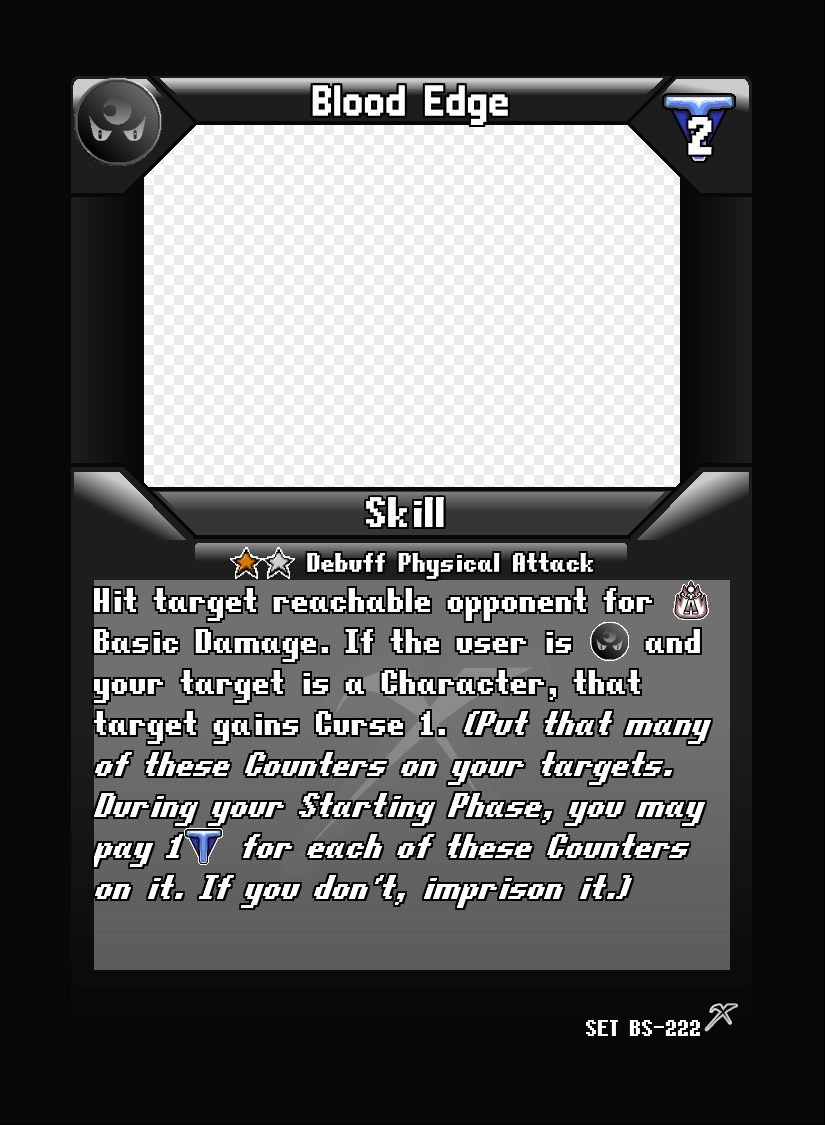 Blood Edge
2
Skill
Debuff Physical Attack
Hit target reachable opponent for
Basic Damage. If the user is and
your target is a Character, that
target gains Curse 1. (Put that many
of these Counters on your targets.
During your Starting Phase, you may
pay 1 T for each of these Counters
on it. If you don't, imprison it.)
SET BS-222